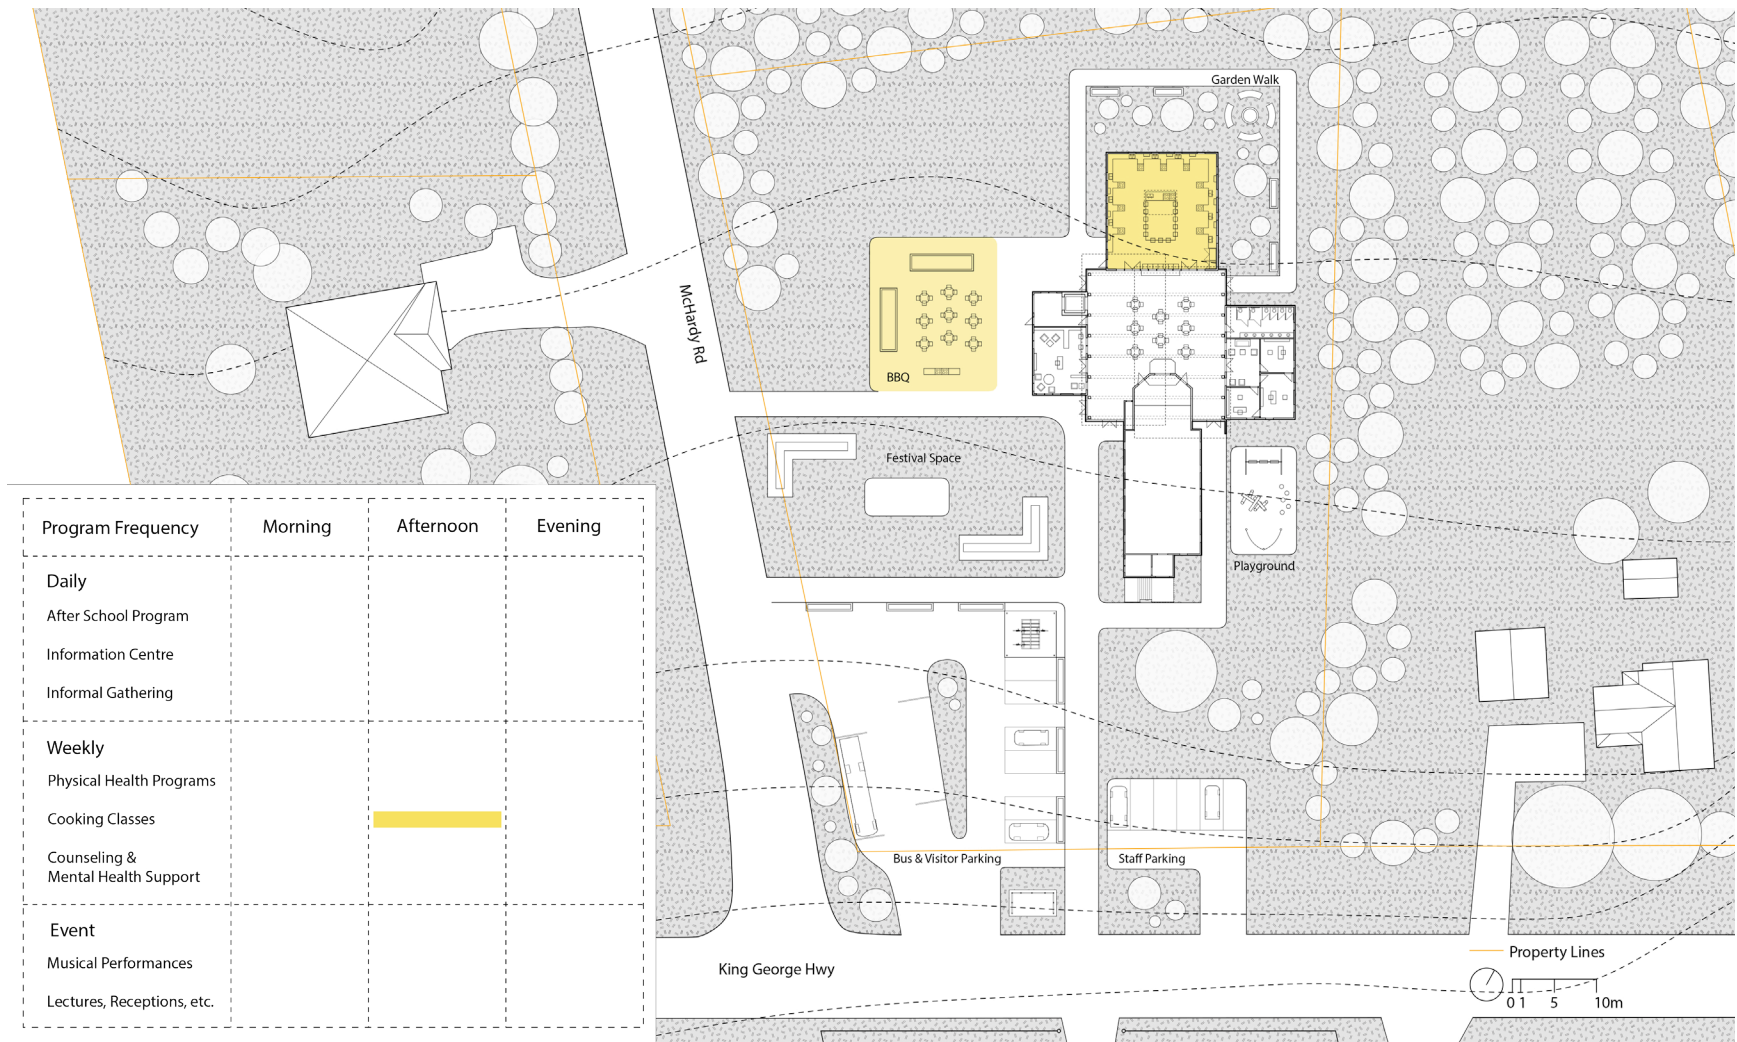 Garden Walk
McHardy Rd
BBQ
Festival Space
Playground
Program Frequency Morning Afternoon Evening
Daily
After School Program
Information Centre
Informal Gathering
Weekly
Physical Health Programs
Cooking Classes
Counseling &
Mental Health Support
Event
Musical Performances
Lectures, Receptions, etc.
Bus & Visitor Parking
Staff Parking
King George Hwy
Property Lines
0 1 5 10m